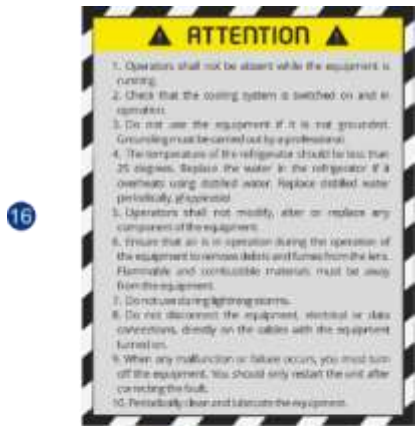 ATTENTION
1. Operators shall not be absent while the equipment is
running.
2. Check that the cooling system is switched on and in
operation.
3. Do not use the equipment if it is not grounded.
Grounding must be carried out by a professional.
4. The temperature of the refrigerator should be less than
25 degrees. Replace the water in the refrigerator if it
overheats using distilled water. Replace distilled water
periodically,
5. Operators shall not modify, alter or replace any
component of the equipment.
6. Ensure that air is in operation during the operation of
the equipment to remove debris and fumes from the lens.
Flammable and combustible materials must be away
from the equipment.
7. Do not use during lightning storms.
8. Do not disconnect the equipment, electrical or data
connections, directly on the cables with the equipment
turned on.
9. When any malfunction or failure occurs, you must turn
off the equipment. You should only restart the unit after
correcting the fault.
10. Periodically clean and lubricate the equipment.
16